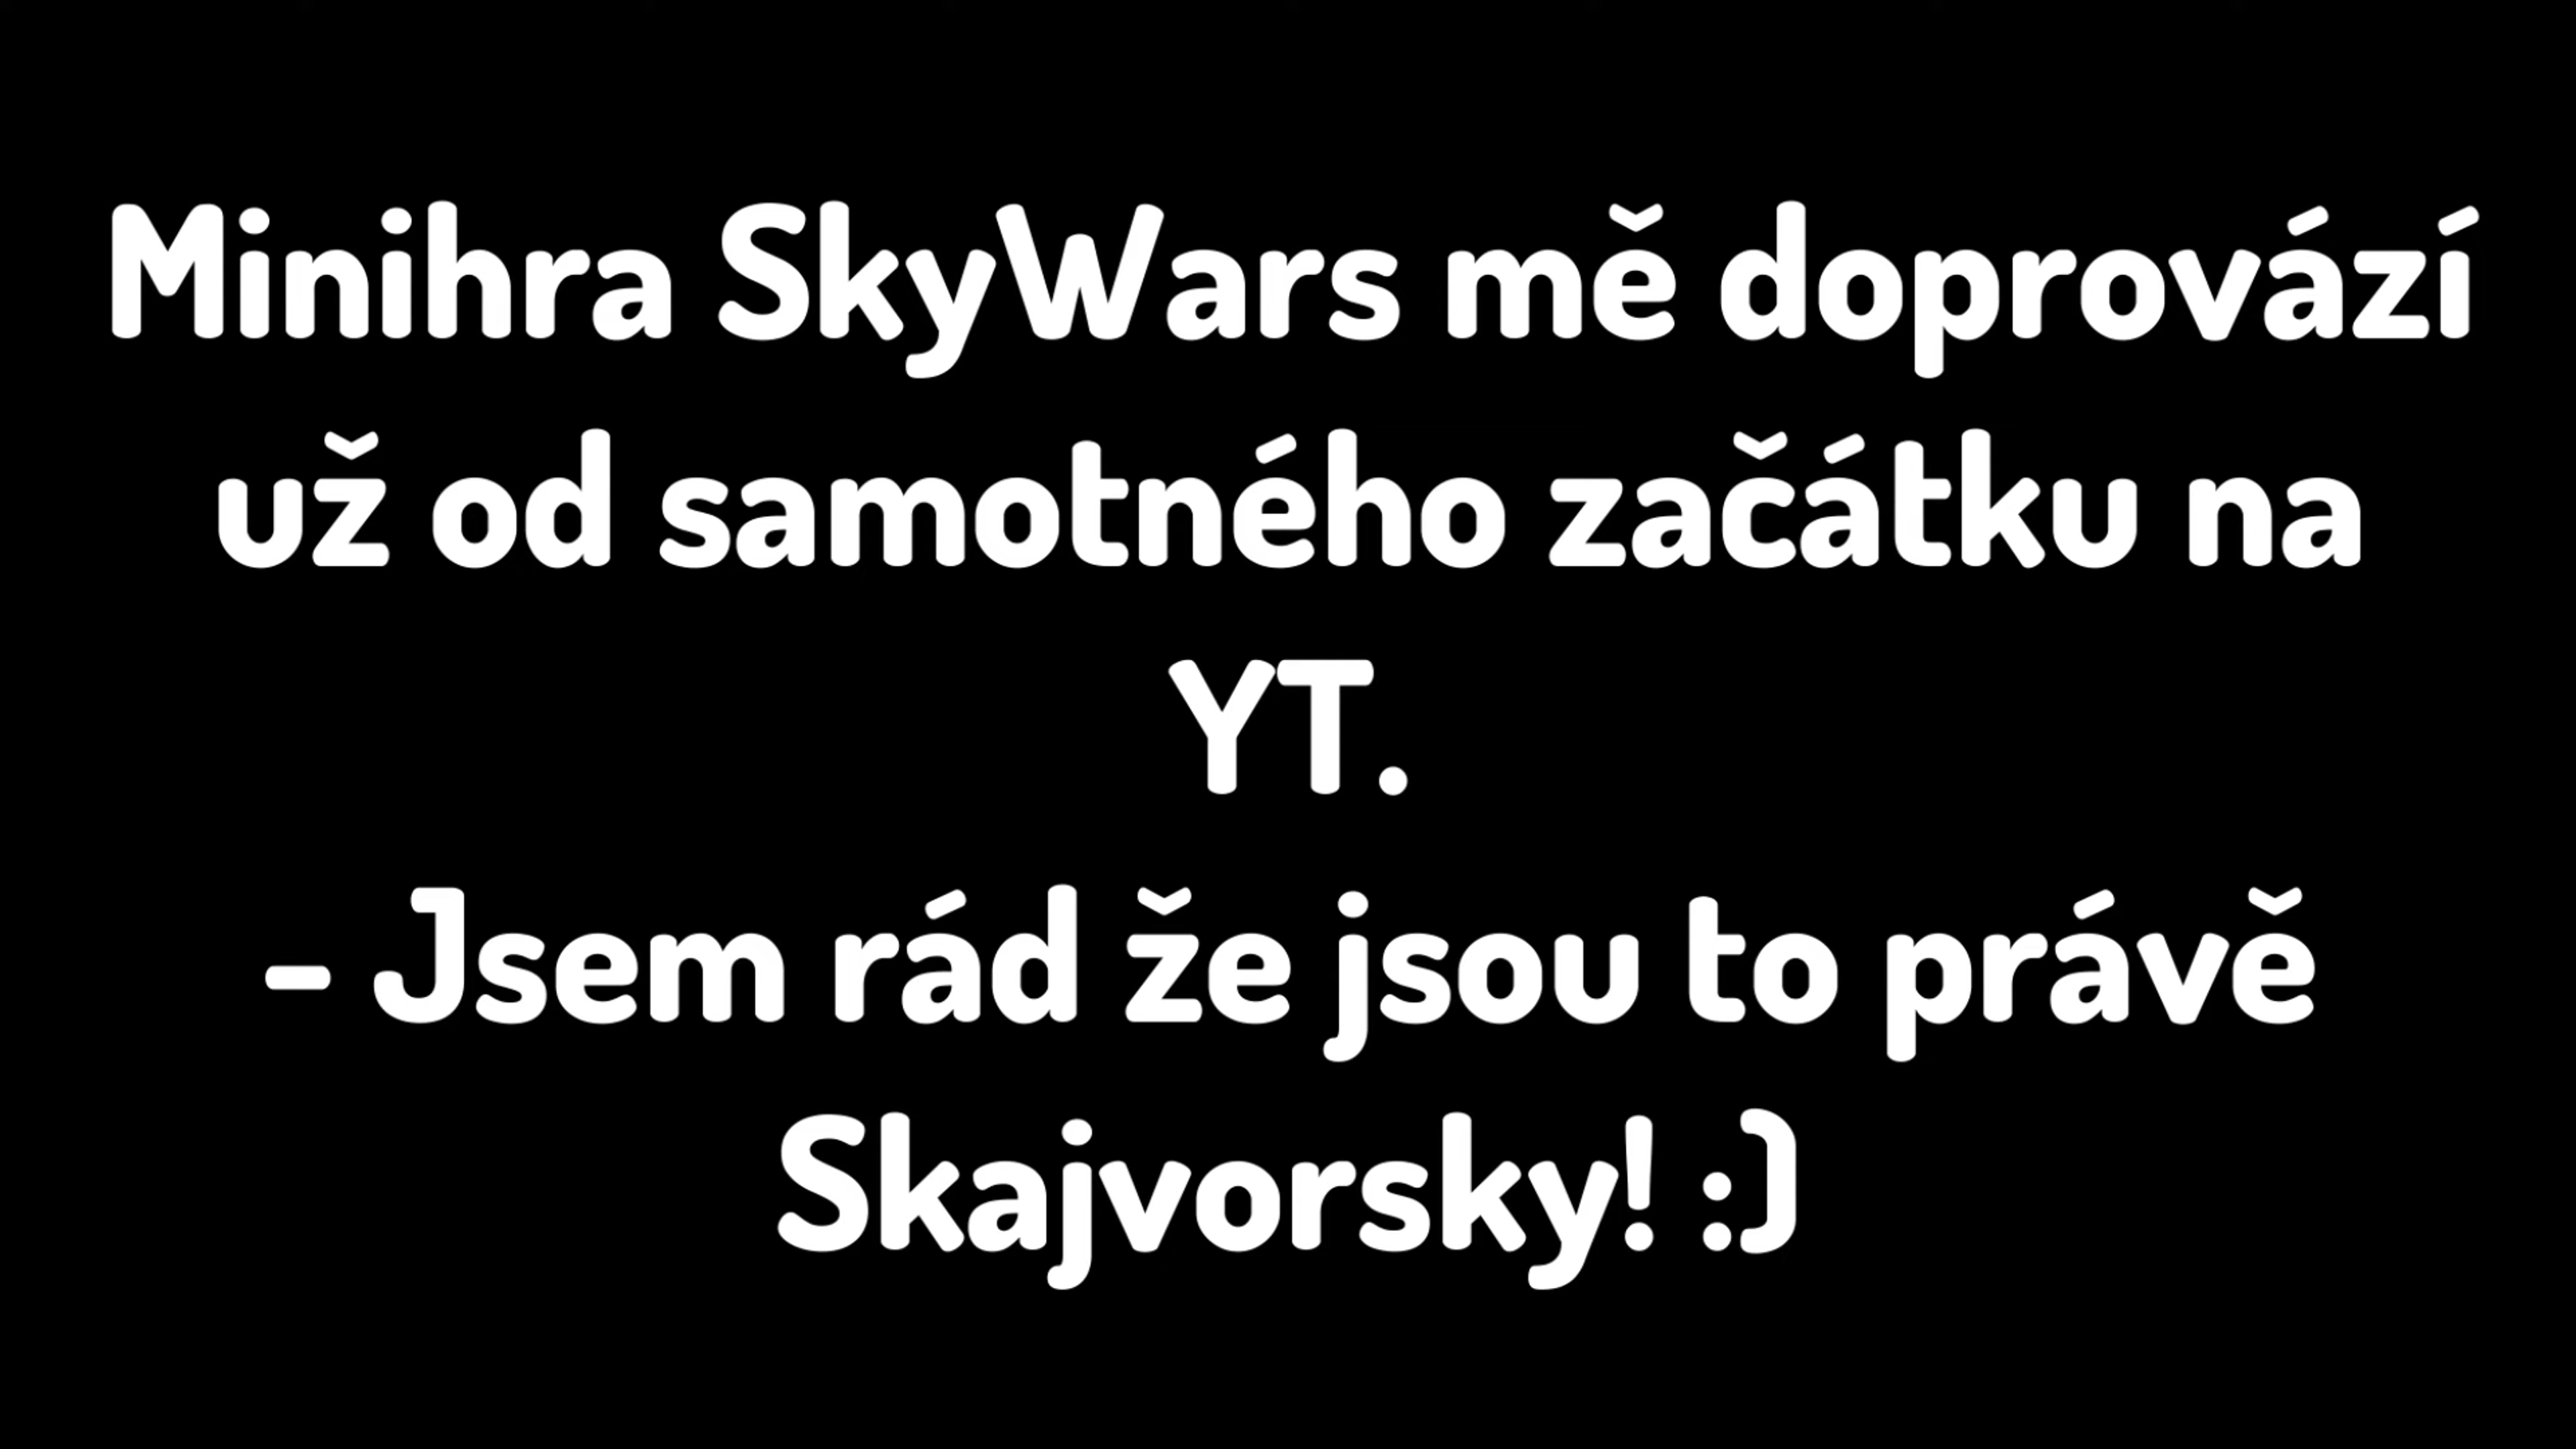 Minihra SkyWars mě doprovází
už od samotného začátku na
YT.
- Jsem rád že jsou to právě
Skajvorsky! :)